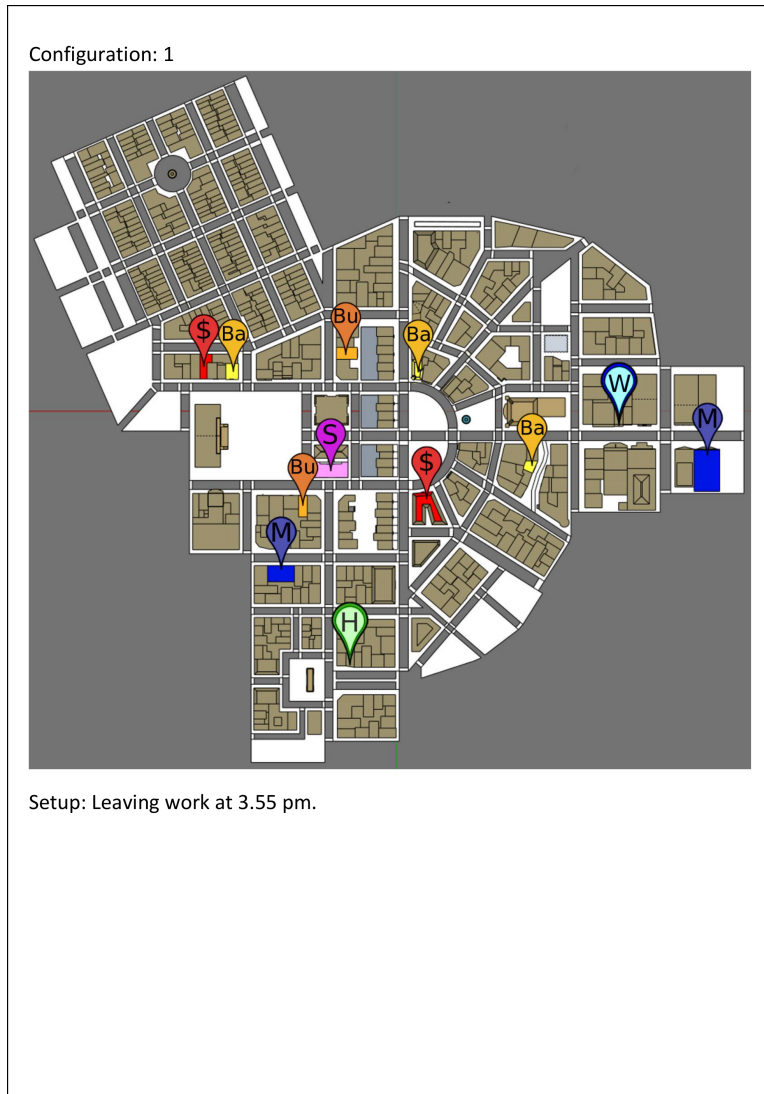 Configuration: 1
Bu
$
Ba
Ba
W
M
Ba
S
$
Bu
M
H
Setup: Leaving work at 3.55 pm.